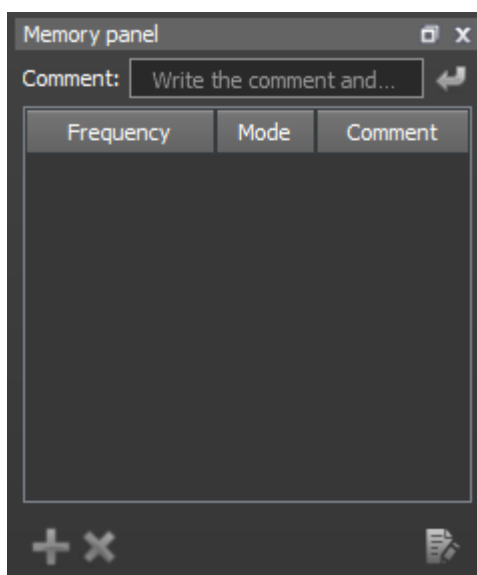 Memory panel
Comment: Write the comment and...
Frequency Mode Comment